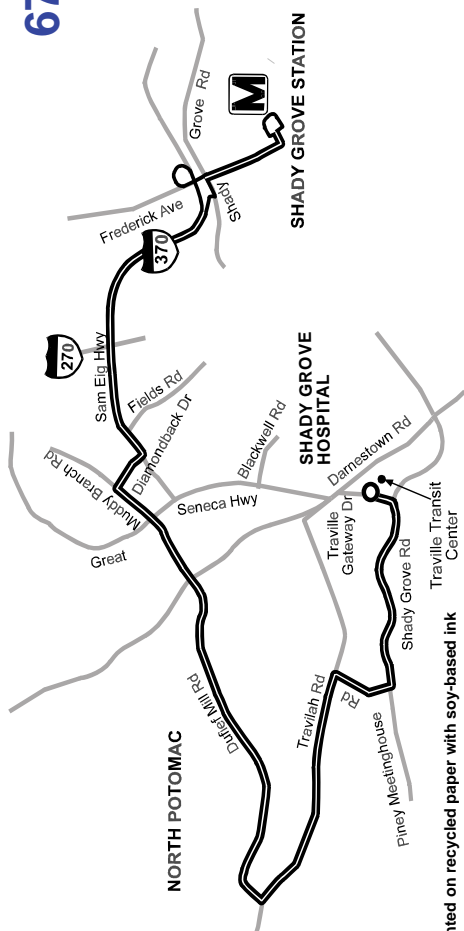 67
Grove Rd
M
SHADY GROVE STATION
Shady
Frederick Ave
370
270
Sam Eig Hwy
Fields Rd
Diamondback Dr
Muddy Branch Rd
Great
Seneca Hwy
Blackwell Rd
SHADY GROVE
HOSPITAL
Darnestown Rd
Traville
Gateway Dr
Traville Transit
Center
Shady Grove Rd
Dufief Mill Rd
NORTH POTOMAC
Travilah Rd
Piney Meetinghouse
Rd
on recycled paper with soy-based ink